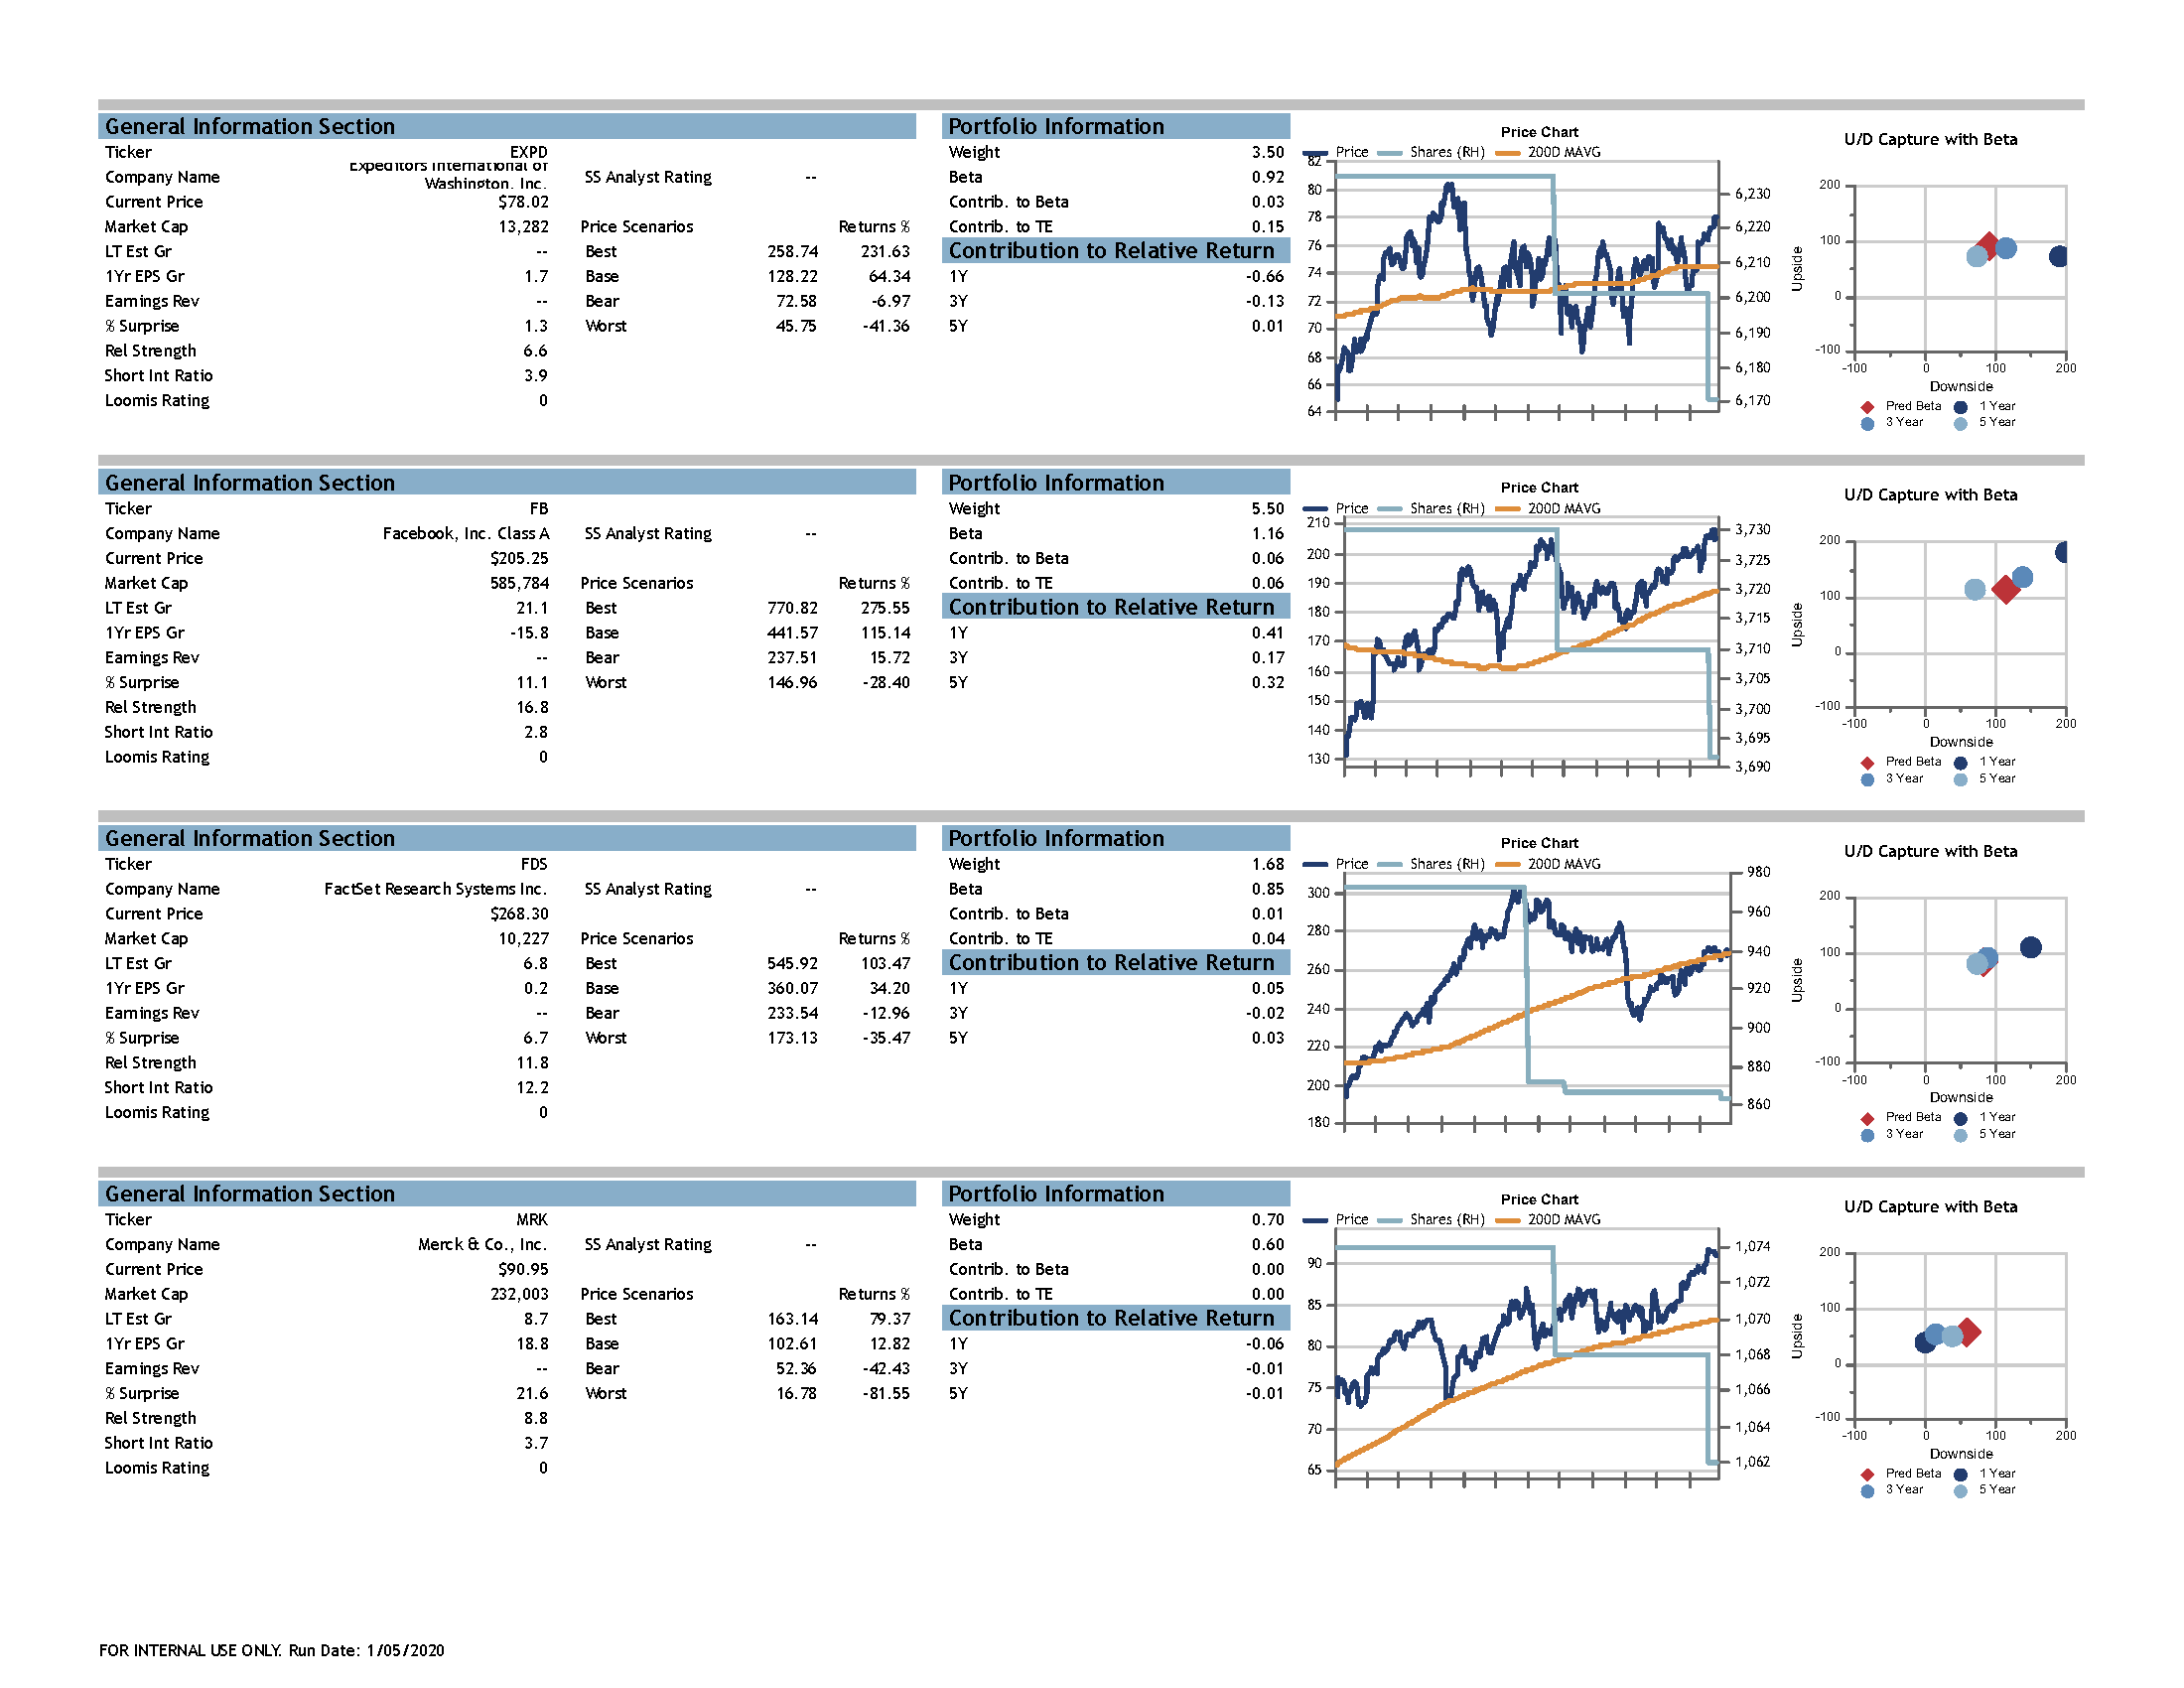 General Information Section
Ticker EXPD
Company Name Expeditors International of Washington, Inc. SS Analyst Rating --
Current Price $78.02
Market Cap 13,282 Price Scenarios Returns %
LT Est Gr -- Best 258.74 231.63
1Yr EPS Gr 1.7 Base 128.22 64.34
Earnings Rev -- Bear 72.58 -6.97
% Surprise 1.3 Worst 45.75 -41.36
Rel Strength 6.6
Short Int Ratio 3.9
Loomis Rating 0
Portfolio Information
Weight 3.50
Beta 0.92
Contrib. to Beta 0.03
Contrib. to TE 0.15
Contribution to Relative Return
1Y -0.66
3Y -0.13
5Y 0.01
Price Chart
Price Shares (RH) 200D MAVG
82
80
78
76
74
72
70
68
66
64
6,230
6,220
6,210
6,200
6,190
6,180
6,170
U/D Capture with Beta
Upside
200
100
0
-100
-100 0 100 200
Downside
Pred Beta 1 Year
3 Year 5 Year
General Information Section
Ticker FB
Company Name Facebook, Inc. Class A SS Analyst Rating --
Current Price $205.25
Market Cap 585,784 Price Scenarios Returns %
LT Est Gr 21.1 Best 770.82 275.55
1Yr EPS Gr -15.8 Base 441.57 115.14
Earnings Rev -- Bear 237.51 15.72
% Surprise 11.1 Worst 146.96 -28.40
Rel Strength 16.8
Short Int Ratio 2.8
Loomis Rating 0
Portfolio Information
Weight 5.50
Beta 1.16
Contrib. to Beta 0.06
Contrib. to TE 0.06
Contribution to Relative Return
1Y 0.41
3Y 0.17
5Y 0.32
Price Chart
Price Shares (RH) 200D MAVG
210
200
190
180
170
160
150
140
130
3,730
3,725
3,720
3,715
3,710
3,705
3,700
3,695
3,690
U/D Capture with Beta
Upside
200
100
0
-100
-100 0 100 200
Downside
Pred Beta 1 Year
3 Year 5 Year
General Information Section
Ticker FDS
Company Name FactSet Research Systems Inc. SS Analyst Rating --
Current Price $268.30
Market Cap 10,227 Price Scenarios Returns %
LT Est Gr 6.8 Best 545.92 103.47
1Yr EPS Gr 0.2 Base 360.07 34.20
Earnings Rev -- Bear 233.54 -12.96
% Surprise 6.7 Worst 173.13 -35.47
Rel Strength 11.8
Short Int Ratio 12.2
Loomis Rating 0
Portfolio Information
Weight 1.68
Beta 0.85
Contrib. to Beta 0.01
Contrib. to TE 0.04
Contribution to Relative Return
1Y 0.05
3Y -0.02
5Y 0.03
Price Chart
Price Shares (RH) 200D MAVG
300
280
260
240
220
200
180
980
960
940
920
900
880
860
U/D Capture with Beta
Upside
200
100
0
-100
-100 0 100 200
Downside
Pred Beta 1 Year
3 Year 5 Year
General Information Section
Ticker MRK
Company Name Merck & Co., Inc. SS Analyst Rating --
Current Price $90.95
Market Cap 232,003 Price Scenarios Returns %
LT Est Gr 8.7 Best 163.14 79.37
1Yr EPS Gr 18.8 Base 102.61 12.82
Earnings Rev -- Bear 52.36 -42.43
% Surprise 21.6 Worst 16.78 -81.55
Rel Strength 8.8
Short Int Ratio 3.7
Loomis Rating 0
Portfolio Information
Weight 0.70
Beta 0.60
Contrib. to Beta 0.00
Contrib. to TE 0.00
Contribution to Relative Return
1Y -0.06
3Y -0.01
5Y -0.01
Price Chart
Price Shares (RH) 200D MAVG
90
85
80
75
70
65
1,074
1,072
1,070
1,068
1,066
1,064
1,062
U/D Capture with Beta
Upside
200
100
0
-100
-100 0 100 200
Downside
Pred Beta 1 Year
3 Year 5 Year
FOR INTERNAL USE ONLY. Run Date: 1/05/2020